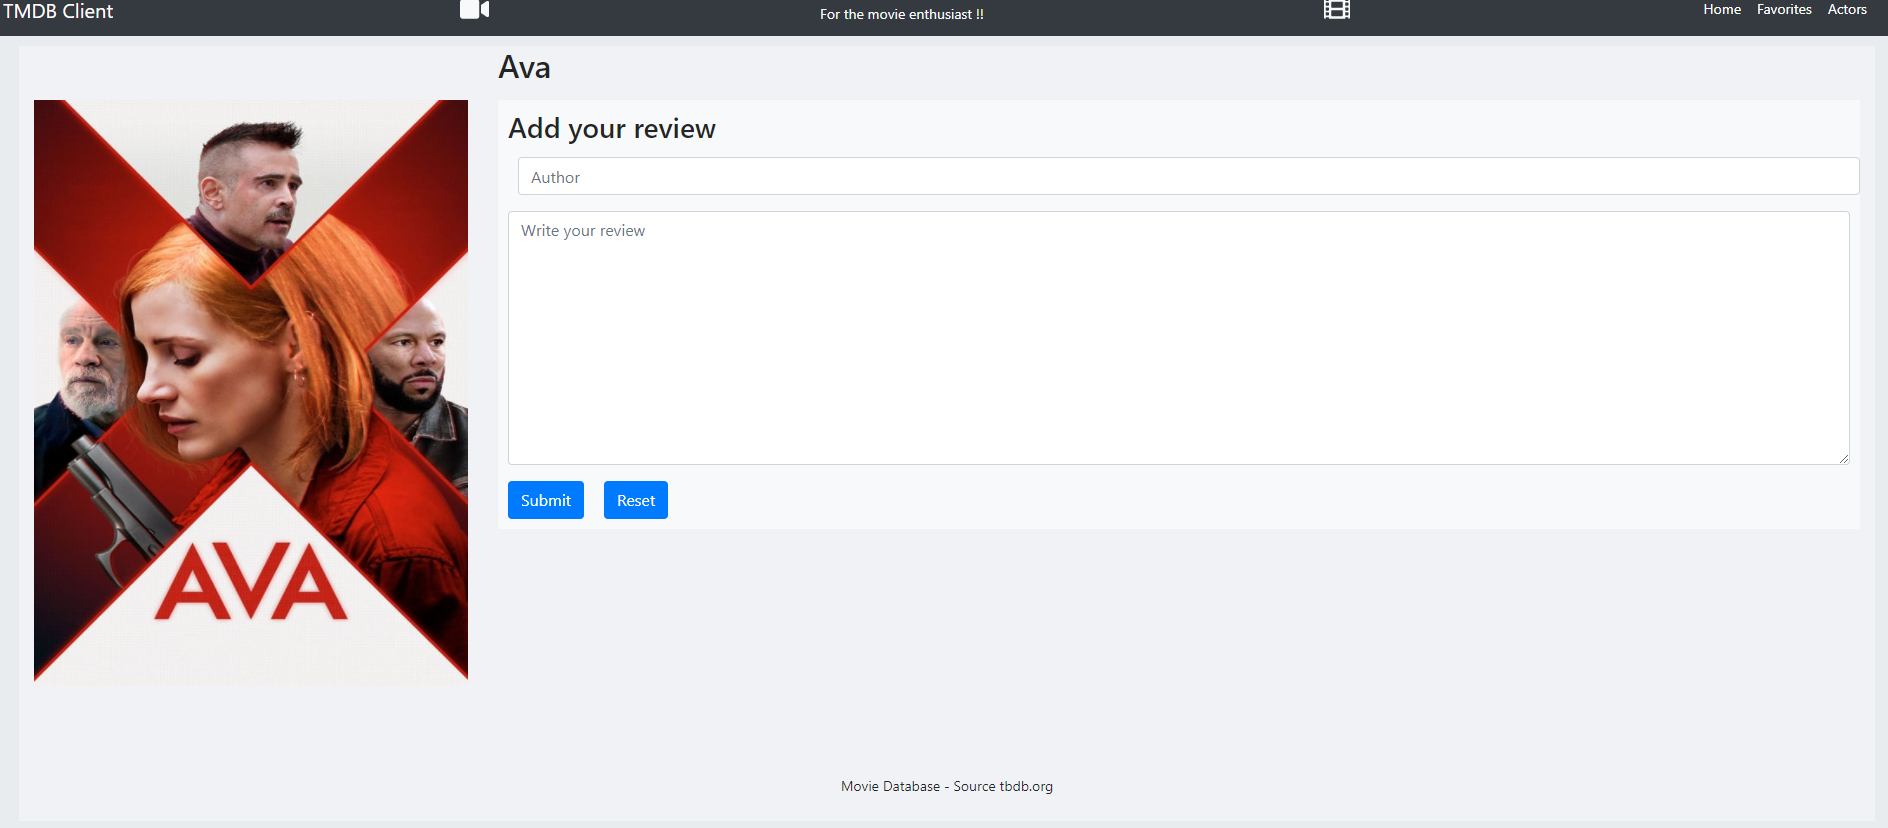 TMDB Client
For the movie enthusiast !!
Home Favorites Actors
Ava
Add your review
Author
Write your review
Submit Reset
AVA
Movie Database - Source tbdb.org